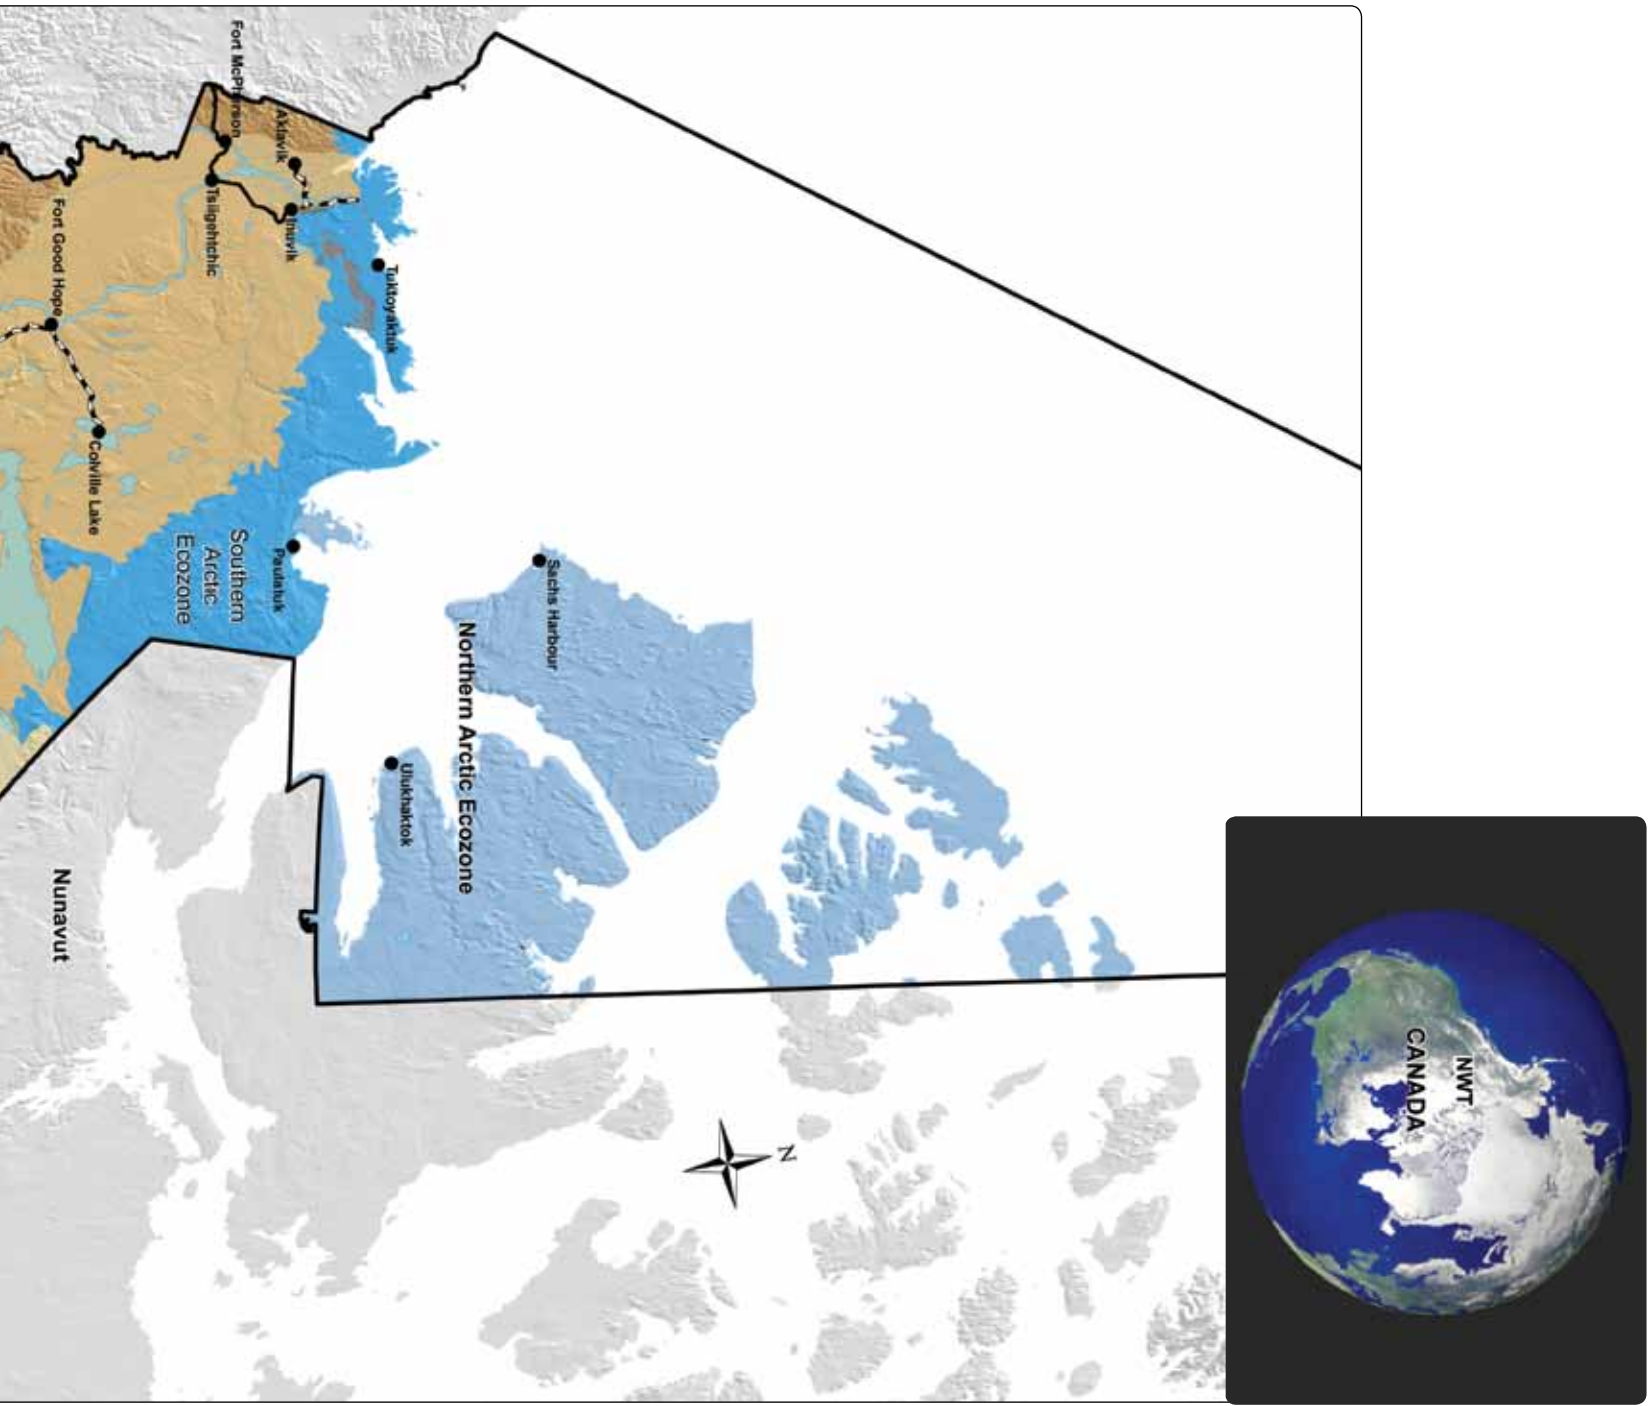 Fort McPherson
Aklavik
Tsiigehtchic
Inuvik
Tuktoyaktuk
Fort Good Hope
Colville Lake
Southern
Arctic
Ecozone
Paulatuk
Sachs Harbour
Northern Arctic Ecozone
Ulukhaktok
Nunavut
N
NWT
CANADA